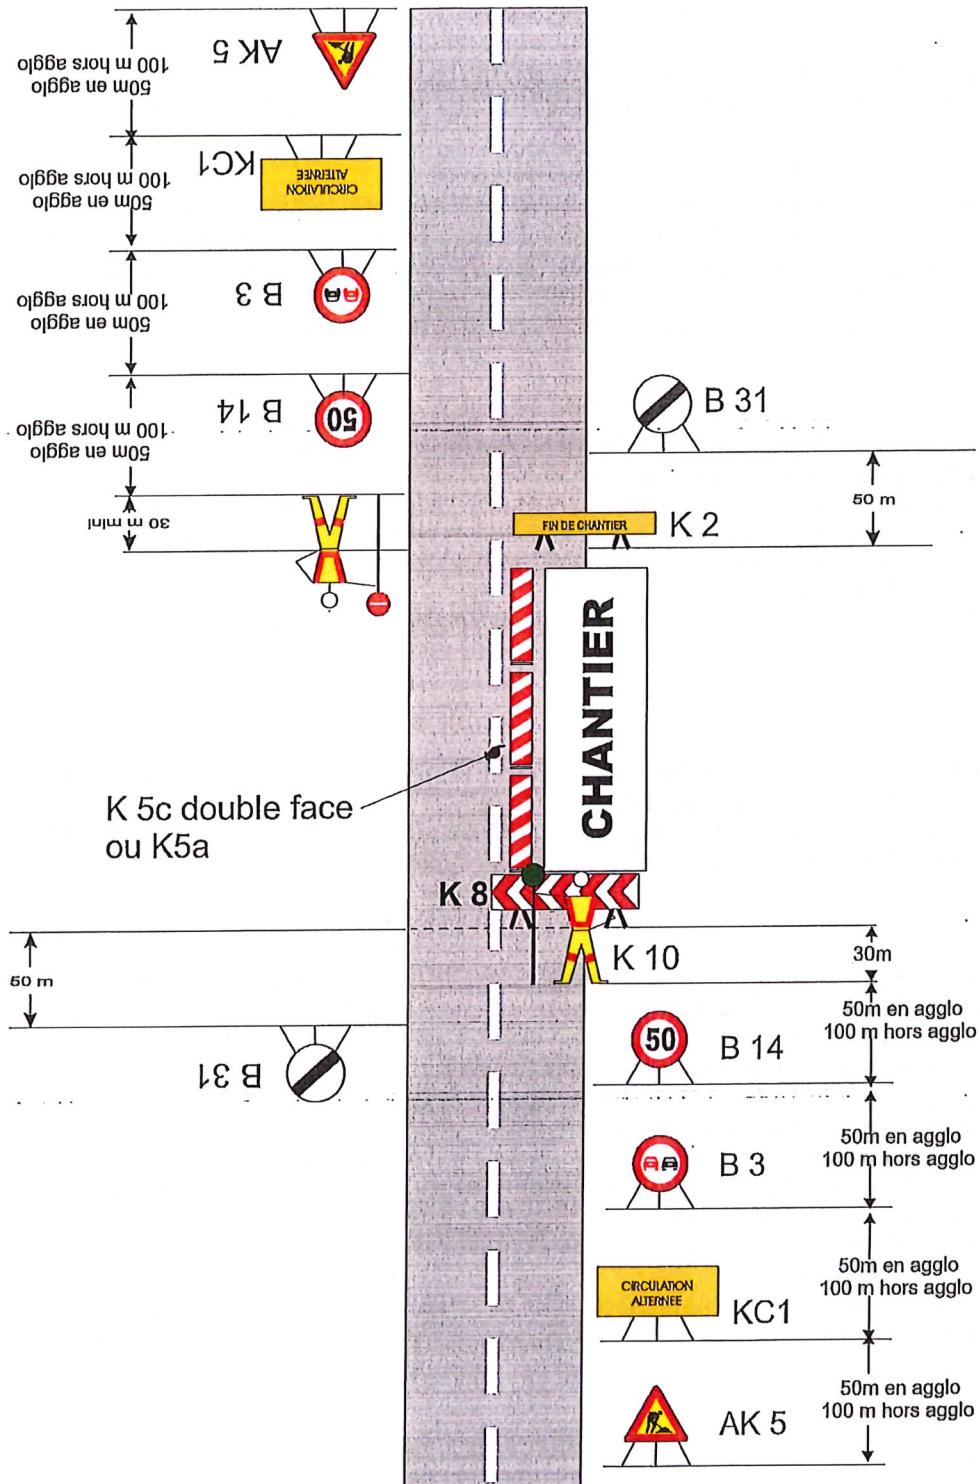 AK 5
50m en agglo
100 m hors agglo
KC1
CIRCULATION
ALTERNEE
50m en agglo
100 m hors agglo
B 3
50m en agglo
100 m hors agglo
B 14
50
50m en agglo
100 m hors agglo
30 m mini
B 31
50 m
FIN DE CHANTIER
K 2
CHANTIER
K 5c double face
ou K5a
K 8
K 10
30m
50 m
B 31
50
B 14
50m en agglo
100 m hors agglo
B 3
50m en agglo
100 m hors agglo
CIRCULATION
ALTERNEE
KC1
50m en agglo
100 m hors agglo
AK 5
50m en agglo
100 m hors agglo